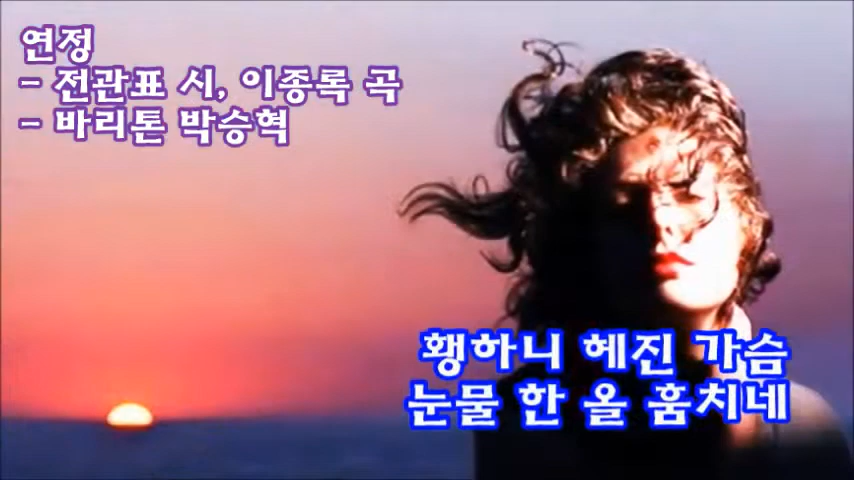 연정
- 전관표 시, 이종록 곡
- 바리톤 박승혁
횅하니 헤진 가슴
눈물 한 올 훔치네